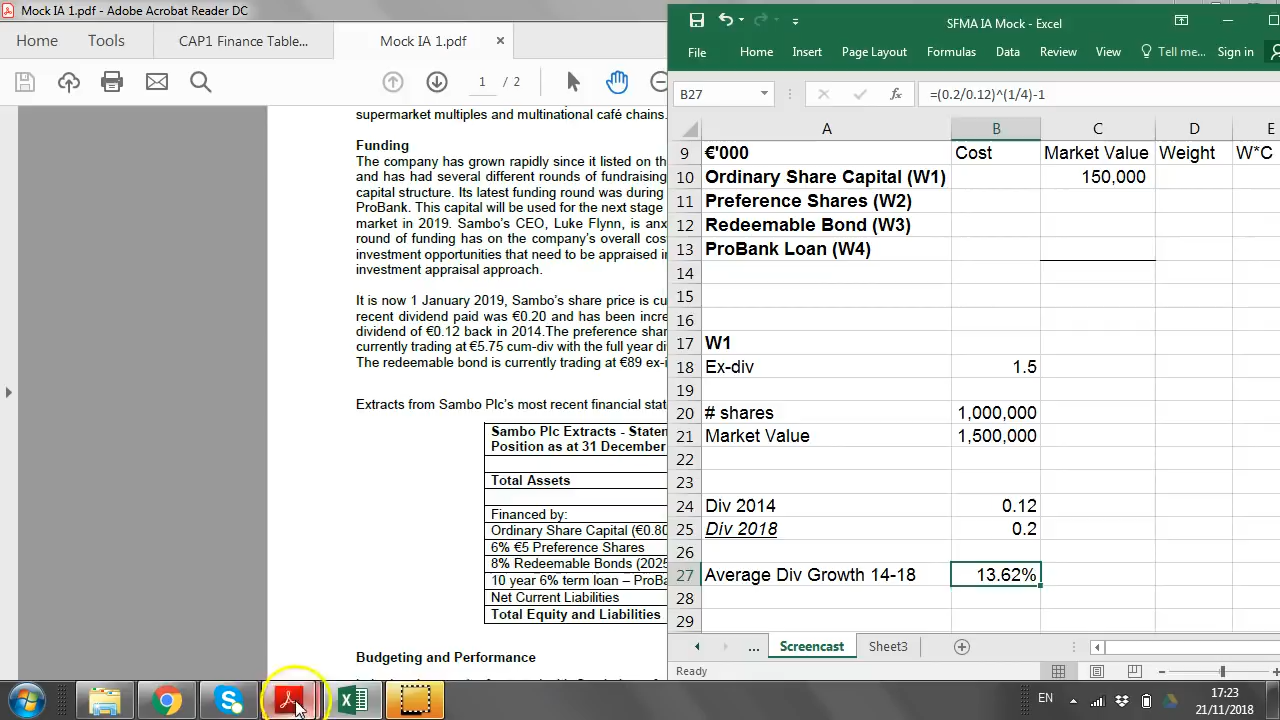 Mock IA 1.pdf - Adobe Acrobat Reader DC
Home Tools CAP1 Finance Table... Mock IA 1.pdf ×
1 / 2
supermarket multiples and multinational café chains.
Funding
The company has grown rapidly since it listed on th
and has had several different rounds of fundraising
capital structure. Its latest funding round was during
ProBank. This capital will be used for the next stage
market in 2019. Sambo's CEO, Luke Flynn, is anx
round of funding has on the company's overall cos
investment opportunities that need to be appraised i
investment appraisal approach.
It is now 1 January 2019, Sambo's share price is cu
recent dividend paid was €0.20 and has been incre
dividend of €0.12 back in 2014.The preference shar
currently trading at €5.75 cum-div with the full year di
The redeemable bond is currently trading at €89 ex-i
Extracts from Sambo Plc's most recent financial stat
Sambo Plc Extracts - Statem
Position as at 31 December
Total Assets
Financed by:
Ordinary Share Capital (€0.80
6% €5 Preference Shares
8% Redeemable Bonds (2025
10 year 6% term loan – ProBa
Net Current Liabilities
Total Equity and Liabilities
Budgeting and Performance
SFMA IA Mock - Excel
File Home Insert Page Layout Formulas Data Review View Tell me... Sign in
B27 fx =(0.2/0.12)^(1/4)-1
A B C D E
9 €'000 Cost Market Value Weight W*C
10 Ordinary Share Capital (W1) 150,000
11 Preference Shares (W2)
12 Redeemable Bond (W3)
13 ProBank Loan (W4)
14
15
16
17 W1
18 Ex-div 1.5
19
20 # shares 1,000,000
21 Market Value 1,500,000
22
23
24 Div 2014 0.12
25 Div 2018 0.2
26
27 Average Div Growth 14-18 13.62%
28
29
... Screencast Sheet3
Ready
EN 17:23
21/11/2018